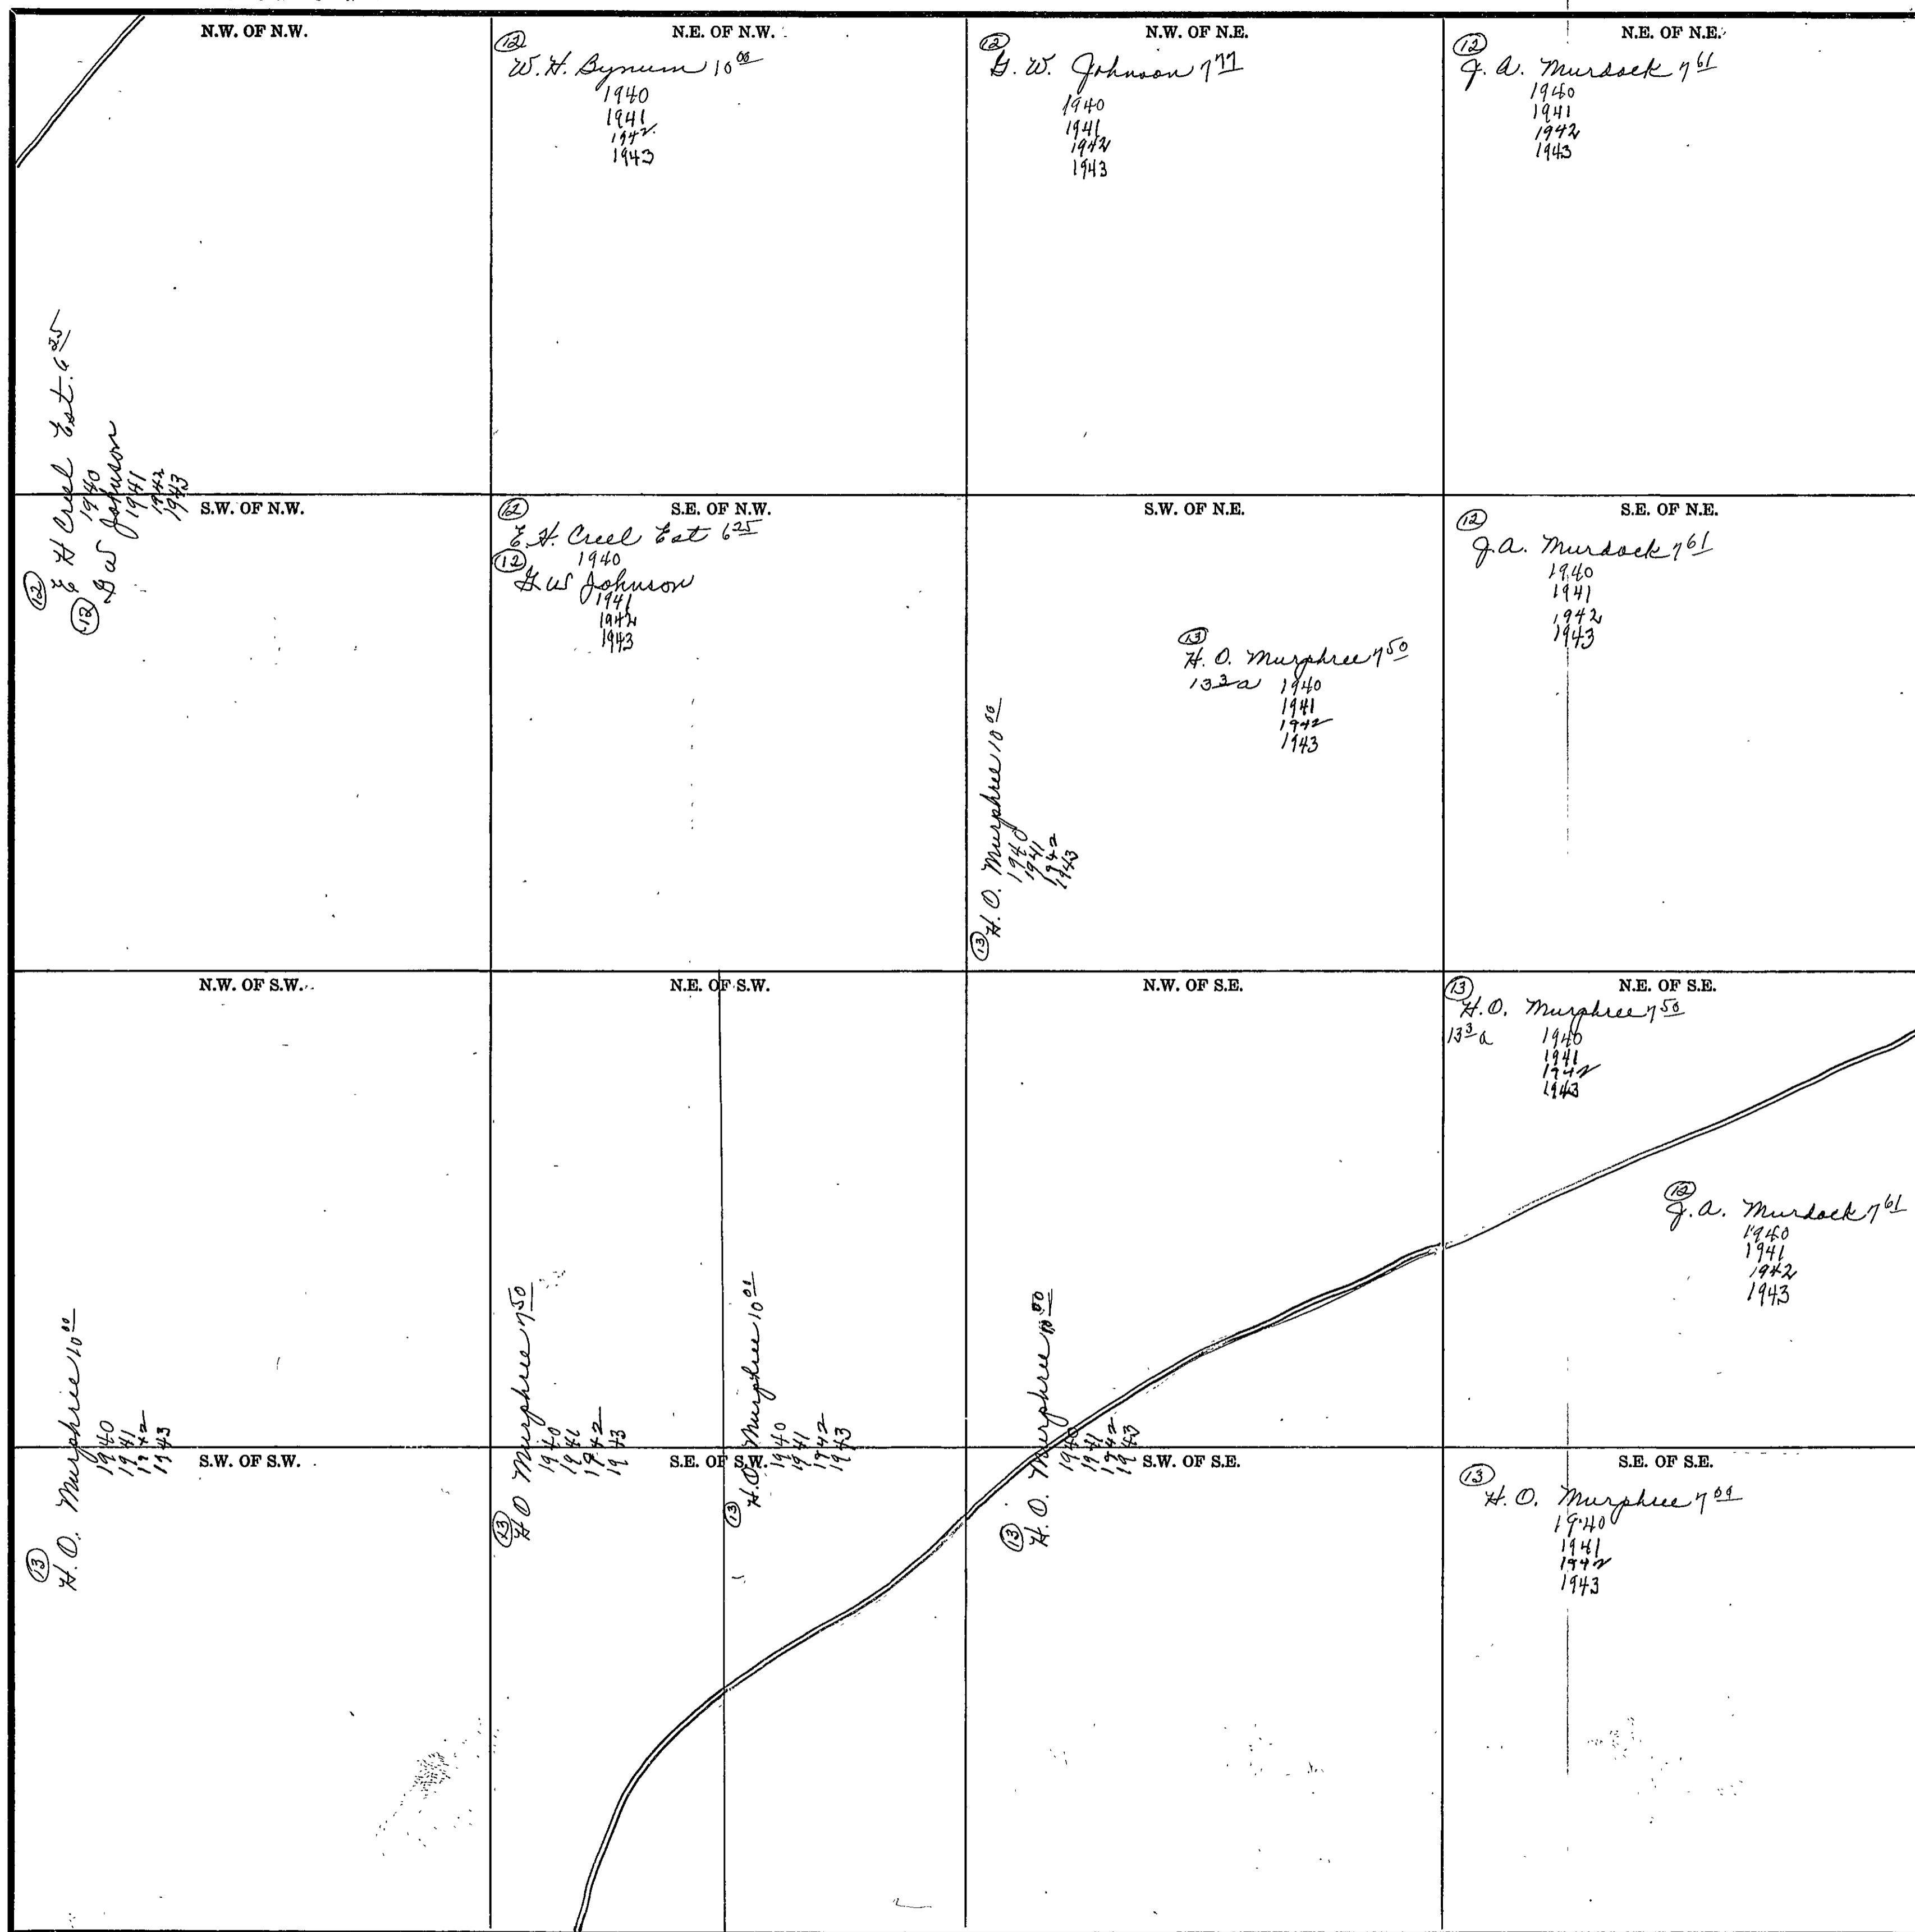 N.W. OF N.W.
N.E. OF N.W.
N.W. OF N.E.
N.E. OF N.E.
12
W. H. Bynum 10 00
1940
1941
1942
1943
12
G. W. Johnson 7 77
1940
1941
1942
1943
12
J. A. Murdock 7 61
1940
1941
1942
1943
12
E H Creel Est. 6 25
1940
12
G W Johnson
1941
1942
1943
S.W. OF N.W.
S.E. OF N.W.
S.W. OF N.E.
S.E. OF N.E.
12
E. H. Creel Est 6 25
1940
12
G W Johnson
1941
1942
1943
13
H. O. Murphree 10 00
1940
1941
1942
1943
13
H. O. Murphree 7 50
13 3 a 1940
1941
1942
1943
12
J. A. Murdock 7 61
1940
1941
1942
1943
N.W. OF S.W.
N.E. OF S.W.
N.W. OF S.E.
N.E. OF S.E.
13
H. O. Murphree 7 50
13 3 a 1940
1941
1942
1943
12
J. A. Murdock 7 61
1940
1941
1942
1943
13
H. O. Murphree 10 00
1940
1941
1942
1943
13
H O Murphree 7 50
1940
1941
1942
1943
13
H. O Murphree 10 00
1940
1941
1942
1943
13
H. O. Murphree 10 00
1940
1941
1942
1943
S.W. OF S.W.
S.E. OF S.W.
S.W. OF S.E.
S.E. OF S.E.
13
H. O. Murphree 7 00
1940
1941
1942
1943